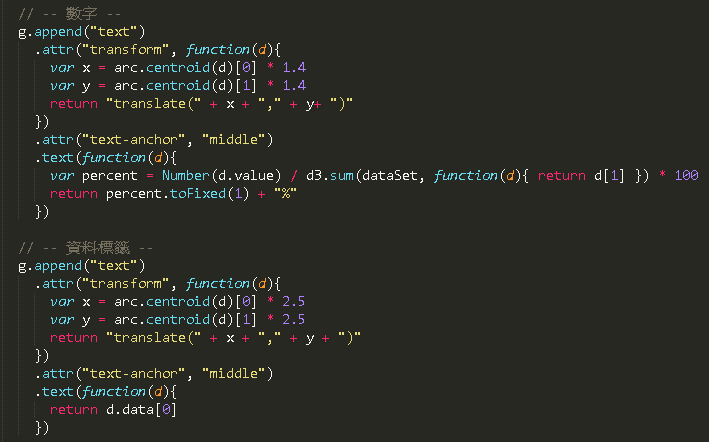 // -- 數字 --
g.append("text")
  .attr("transform", function(d){
    var x = arc.centroid(d)[0] * 1.4
    var y = arc.centroid(d)[1] * 1.4
    return "translate(" + x + "," + y+ ")"
  })
  .attr("text-anchor", "middle")
  .text(function(d){
    var percent = Number(d.value) / d3.sum(dataSet, function(d){ return d[1] }) * 100
    return percent.toFixed(1) + "%"
  })

// -- 資料標籤 --
g.append("text")
  .attr("transform", function(d){
    var x = arc.centroid(d)[0] * 2.5
    var y = arc.centroid(d)[1] * 2.5
    return "translate(" + x + "," + y + ")"
  })
  .attr("text-anchor", "middle")
  .text(function(d){
    return d.data[0]
  })